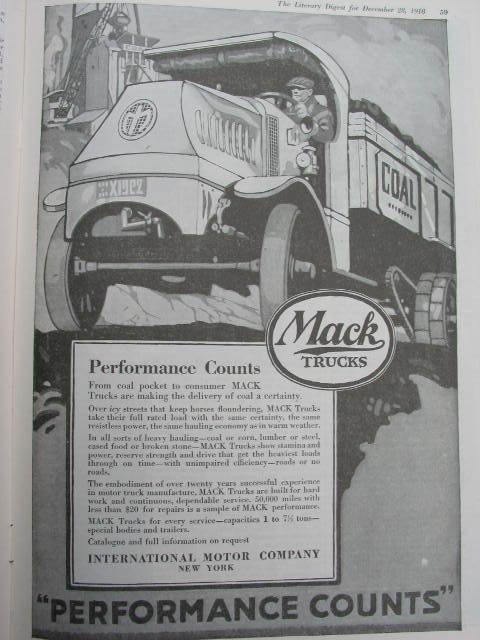 The Literary Digest for December 28, 1918 59
X1922
COAL
Mack
TRUCKS
Performance Counts
From coal pocket to consumer MACK
Trucks are making the delivery of coal a certainty.
Over icy streets that keep horses floundering, MACK Trucks
take their full rated load with the same certainty, the same
resistless power, the same hauling economy as in warm weather.
In all sorts of heavy hauling—coal or corn, lumber or steel,
cased food or broken stone—MACK Trucks show stamina and
power, reserve strength and drive that get the heaviest loads
through on time—with unimpaired efficiency—roads or no
roads.
The embodiment of over twenty years successful experience
in motor truck manufacture, MACK Trucks are built for hard
work and continuous, dependable service. 50,000 miles with
less than $20 for repairs is a sample of MACK performance.
MACK Trucks for every service—capacities 1 to 7½ tons—
special bodies and trailers.
Catalogue and full information on request
INTERNATIONAL MOTOR COMPANY
NEW YORK
"PERFORMANCE COUNTS"